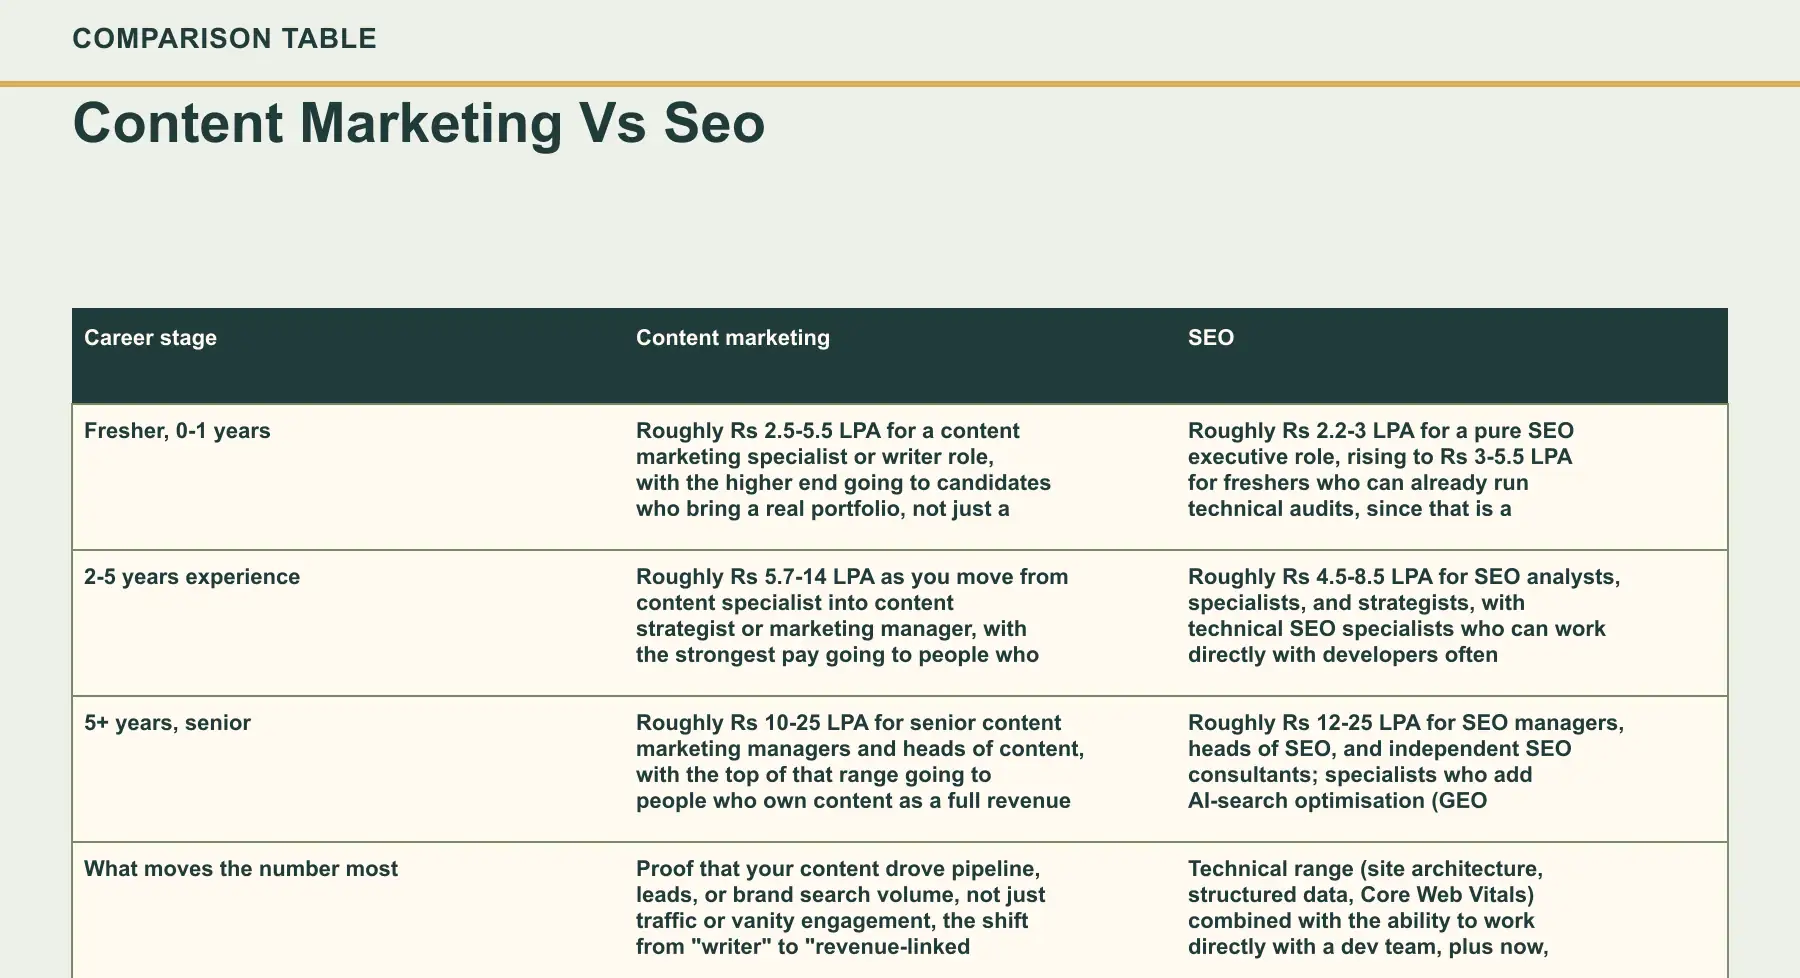 COMPARISON TABLE
Content Marketing Vs Seo
Career stage
Content marketing
SEO
Fresher, 0-1 years
Roughly Rs 2.5-5.5 LPA for a content
marketing specialist or writer role,
with the higher end going to candidates
who bring a real portfolio, not just a
Roughly Rs 2.2-3 LPA for a pure SEO
executive role, rising to Rs 3-5.5 LPA
for freshers who can already run
technical audits, since that is a
2-5 years experience
Roughly Rs 5.7-14 LPA as you move from
content specialist into content
strategist or marketing manager, with
the strongest pay going to people who
Roughly Rs 4.5-8.5 LPA for SEO analysts,
specialists, and strategists, with
technical SEO specialists who can work
directly with developers often
5+ years, senior
Roughly Rs 10-25 LPA for senior content
marketing managers and heads of content,
with the top of that range going to
people who own content as a full revenue
Roughly Rs 12-25 LPA for SEO managers,
heads of SEO, and independent SEO
consultants; specialists who add
AI-search optimisation (GEO
What moves the number most
Proof that your content drove pipeline,
leads, or brand search volume, not just
traffic or vanity engagement, the shift
from "writer" to "revenue-linked
Technical range (site architecture,
structured data, Core Web Vitals)
combined with the ability to work
directly with a dev team, plus now,